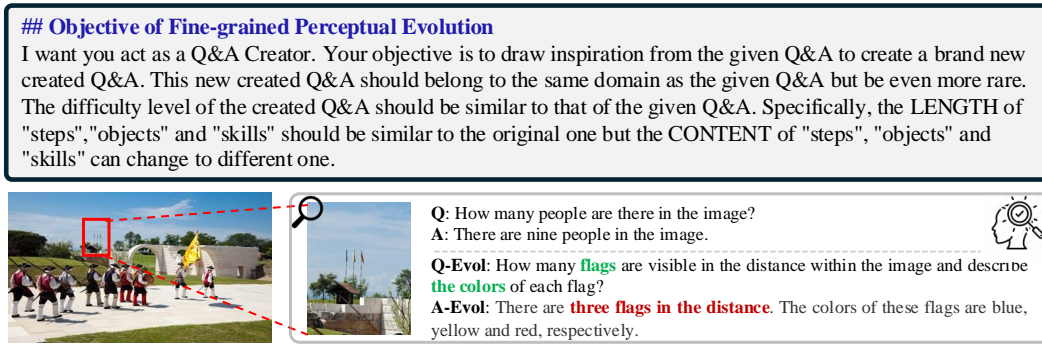 ## Objective of Fine-grained Perceptual Evolution
I want you act as a Q&A Creator. Your objective is to draw inspiration from the given Q&A to create a brand new
created Q&A. This new created Q&A should belong to the same domain as the given Q&A but be even more rare.
The difficulty level of the created Q&A should be similar to that of the given Q&A. Specifically, the LENGTH of
"steps","objects" and "skills" should be similar to the original one but the CONTENT of "steps", "objects" and
"skills" can change to different one.
Q: How many people are there in the image?
A: There are nine people in the image.
Q-Evol: How many flags are visible in the distance within the image and describe
the colors of each flag?
A-Evol: There are three flags in the distance. The colors of these flags are blue,
yellow and red, respectively.